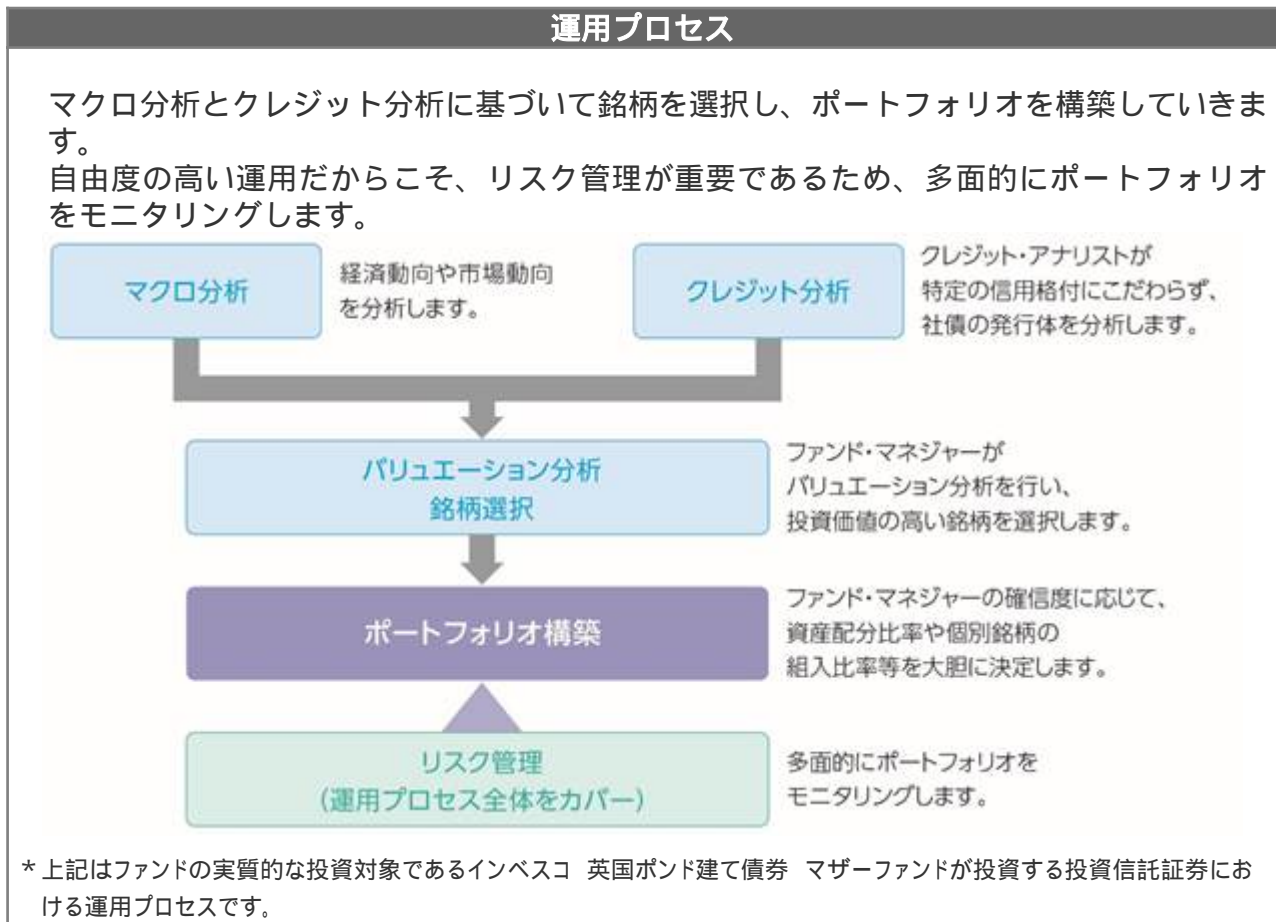 運用プロセス
マクロ分析とクレジット分析に基づいて銘柄を選択し、ポートフォリオを構築していきま
す。
自由度の高い運用だからこそ、リスク管理が重要であるため、多面的にポートフォリオ
をモニタリングします。
マクロ分析
経済動向や市場動向
を分析します。
クレジット分析
クレジット・アナリストが
特定の信用格付にこだわらず、
社債の発行体を分析します。
バリュエーション分析
銘柄選択
ファンド・マネジャーが
バリュエーション分析を行い、
投資価値の高い銘柄を選択します。
ポートフォリオ構築
ファンド・マネジャーの確信度に応じて、
資産配分比率や個別銘柄の
組入比率等を大胆に決定します。
リスク管理
(運用プロセス全体をカバー)
多面的にポートフォリオを
モニタリングします。
*上記はファンドの実質的な投資対象であるインベスコ 英国ポンド建て債券 マザーファンドが投資する投資信託証券にお
ける運用プロセスです。